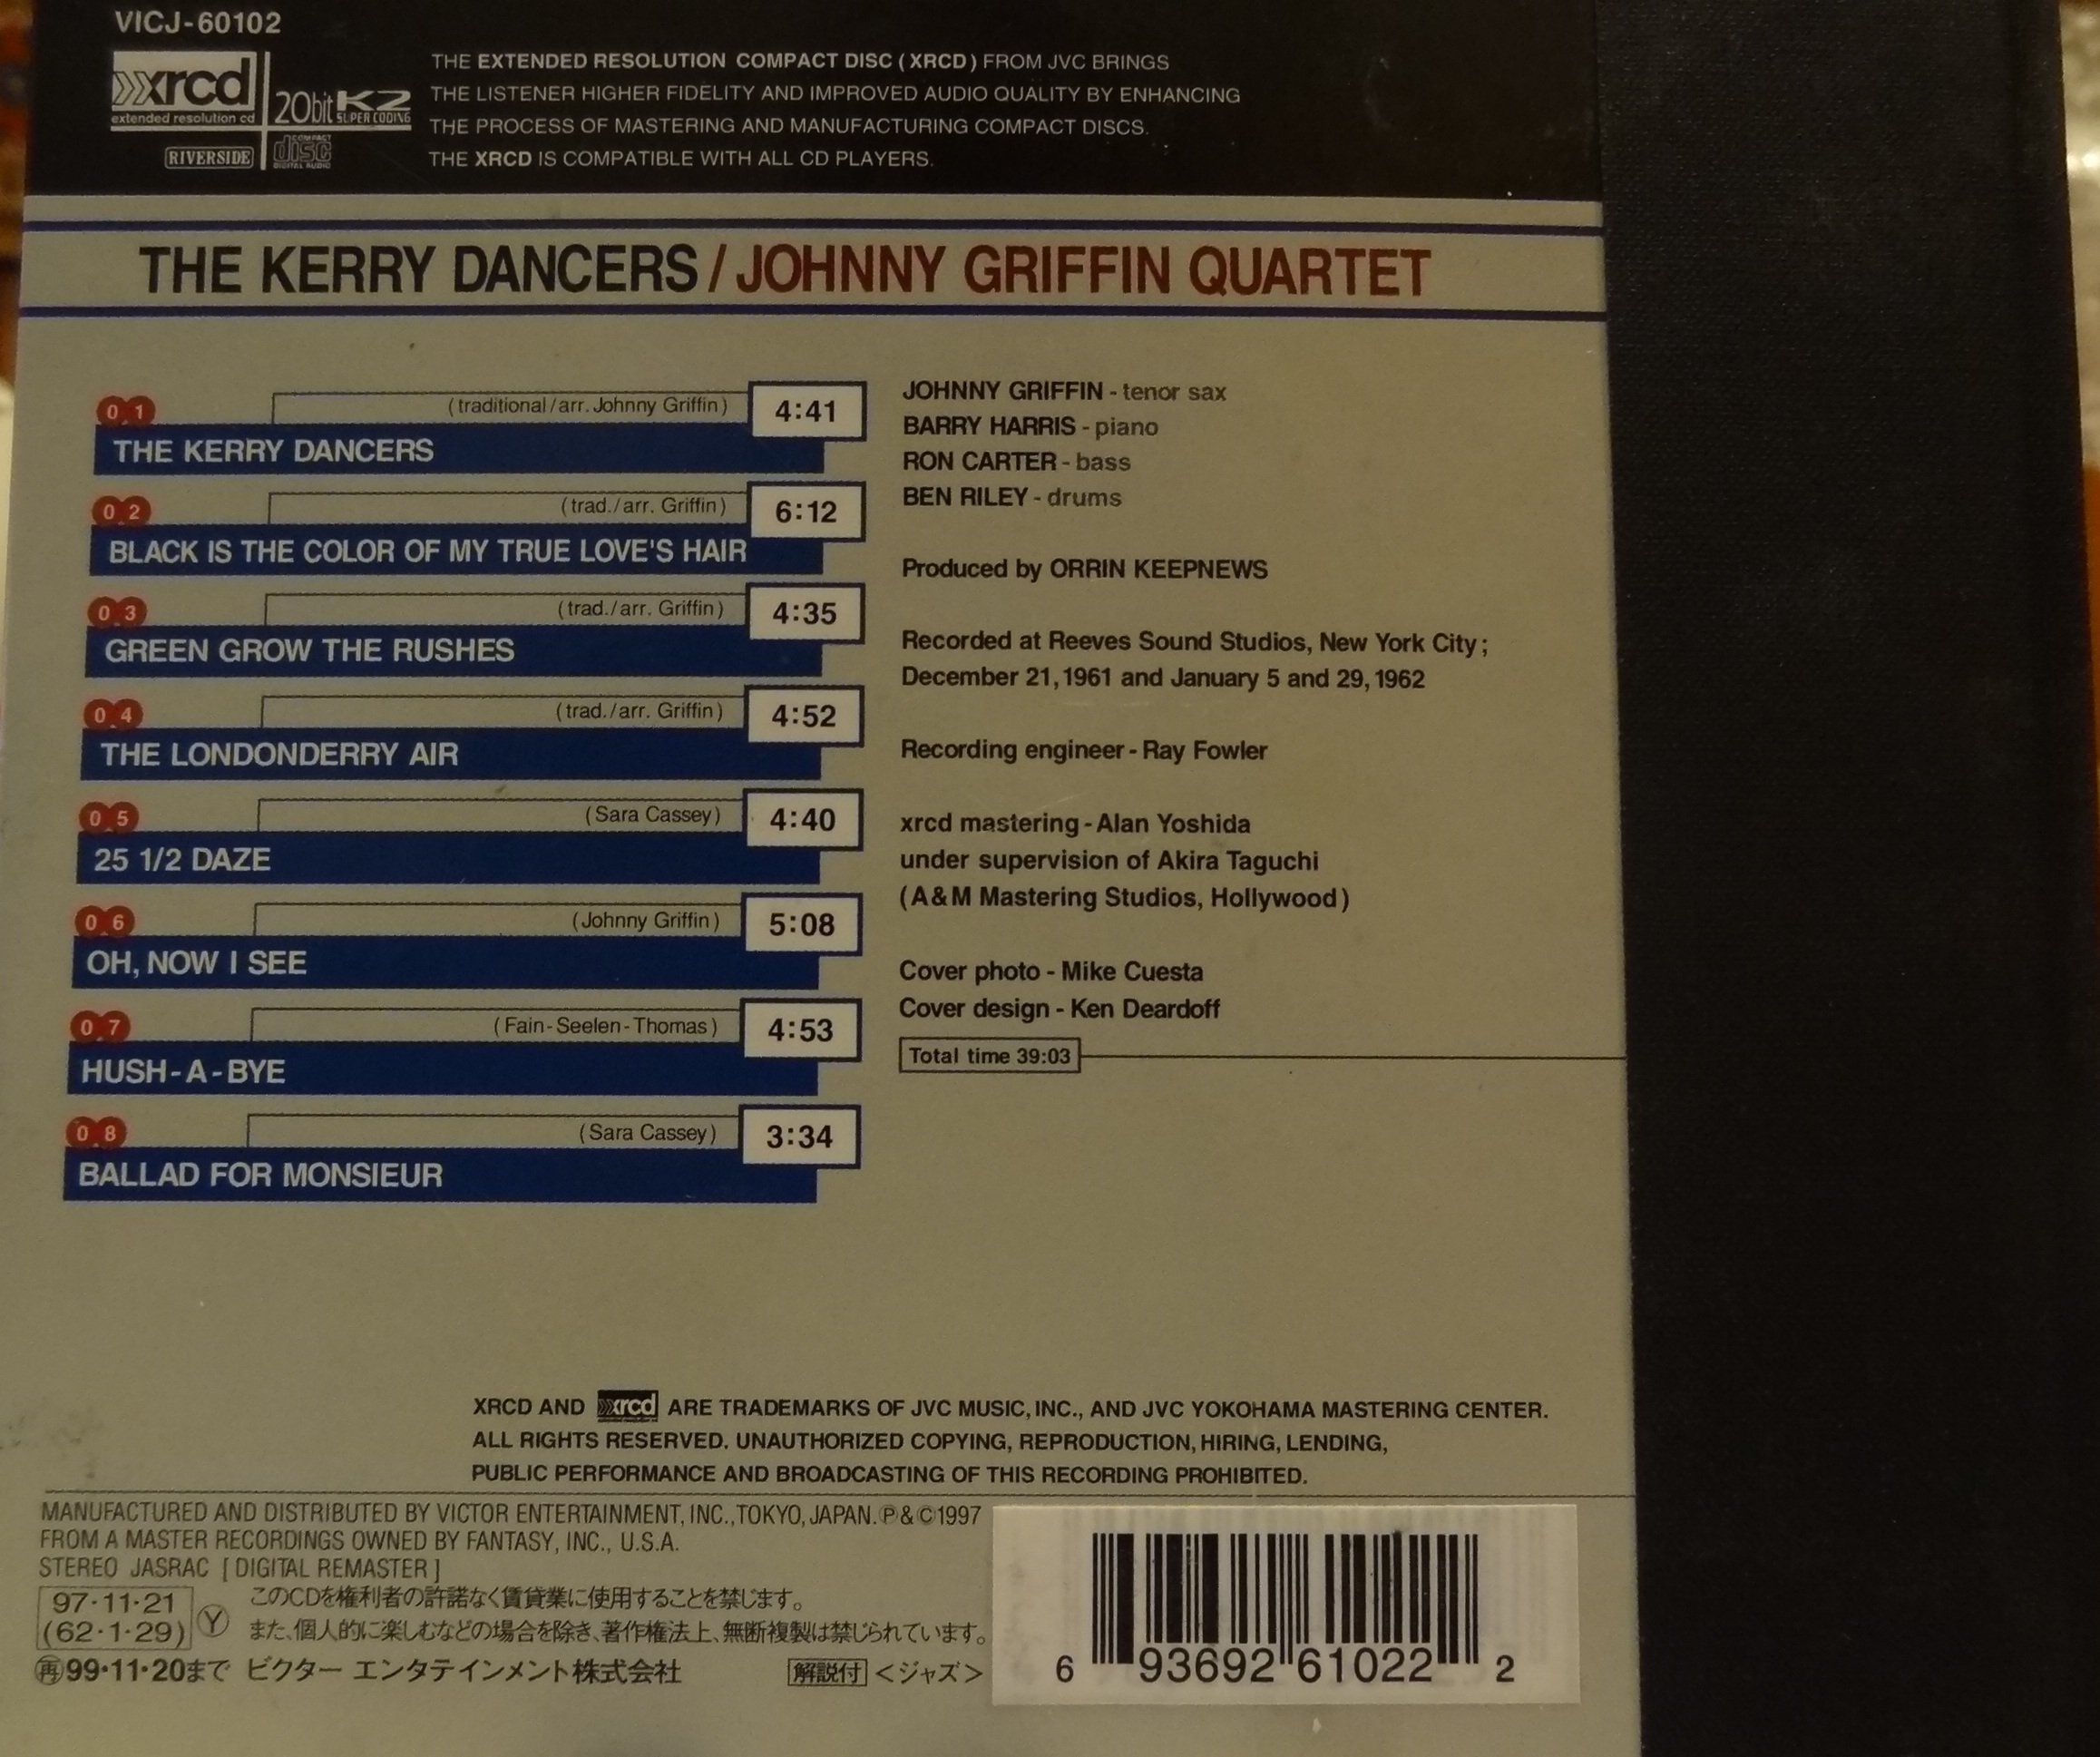 VICJ-60102
xrcd
extended resolution cd
20bit K2
SUPER CODING
RIVERSIDE
COMPACT
disc
DIGITAL AUDIO
THE EXTENDED RESOLUTION COMPACT DISC (XRCD) FROM JVC BRINGS
THE LISTENER HIGHER FIDELITY AND IMPROVED AUDIO QUALITY BY ENHANCING
THE PROCESS OF MASTERING AND MANUFACTURING COMPACT DISCS.
THE XRCD IS COMPATIBLE WITH ALL CD PLAYERS.
THE KERRY DANCERS / JOHNNY GRIFFIN QUARTET
01 (traditional/arr. Johnny Griffin) 4:41
THE KERRY DANCERS
02 (trad./arr. Griffin) 6:12
BLACK IS THE COLOR OF MY TRUE LOVE'S HAIR
03 (trad./arr. Griffin) 4:35
GREEN GROW THE RUSHES
04 (trad./arr. Griffin) 4:52
THE LONDONDERRY AIR
05 (Sara Cassey) 4:40
25 1/2 DAZE
06 (Johnny Griffin) 5:08
OH, NOW I SEE
07 (Fain-Seelen-Thomas) 4:53
HUSH-A-BYE
08 (Sara Cassey) 3:34
BALLAD FOR MONSIEUR
JOHNNY GRIFFIN - tenor sax
BARRY HARRIS - piano
RON CARTER - bass
BEN RILEY - drums
Produced by ORRIN KEEPNEWS
Recorded at Reeves Sound Studios, New York City;
December 21, 1961 and January 5 and 29, 1962
Recording engineer - Ray Fowler
xrcd mastering - Alan Yoshida
under supervision of Akira Taguchi
(A&M Mastering Studios, Hollywood)
Cover photo - Mike Cuesta
Cover design - Ken Deardoff
Total time 39:03
XRCD AND xrcd ARE TRADEMARKS OF JVC MUSIC, INC., AND JVC YOKOHAMA MASTERING CENTER.
ALL RIGHTS RESERVED. UNAUTHORIZED COPYING, REPRODUCTION, HIRING, LENDING,
PUBLIC PERFORMANCE AND BROADCASTING OF THIS RECORDING PROHIBITED.
MANUFACTURED AND DISTRIBUTED BY VICTOR ENTERTAINMENT, INC., TOKYO, JAPAN. Ⓟ&©1997
FROM A MASTER RECORDINGS OWNED BY FANTASY, INC., U.S.A.
STEREO JASRAC [DIGITAL REMASTER]
97·11·21
(62·1·29) Ⓨ
このCDを権利者の許諾なく賃貸業に使用することを禁じます。
また、個人的に楽しむなどの場合を除き、著作権法上、無断複製は禁じられています。
㊢99·11·20まで ビクター エンタテインメント株式会社 解説付 <ジャズ>
6 93692 61022 2